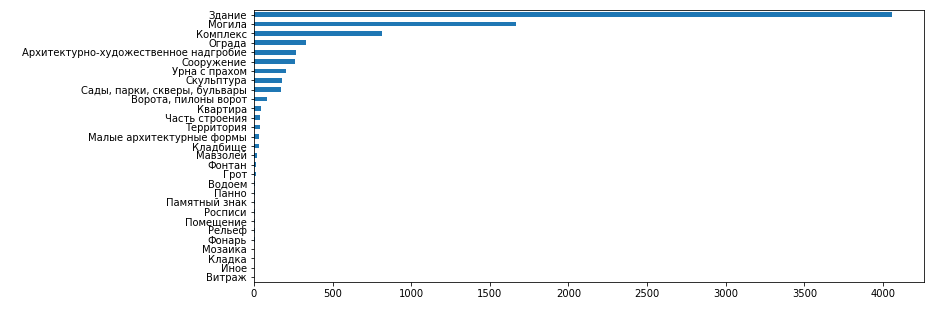 Здание
Могила
Комплекс
Ограда
Архитектурно-художественное надгробие
Сооружение
Урна с прахом
Скульптура
Сады, парки, скверы, бульвары
Ворота, пилоны ворот
Квартира
Часть строения
Территория
Малые архитектурные формы
Кладбище
Мавзолей
Фонтан
Грот
Водоем
Панно
Памятный знак
Росписи
Помещение
Рельеф
Фонарь
Мозаика
Кладка
Иное
Витраж
0 500 1000 1500 2000 2500 3000 3500 4000